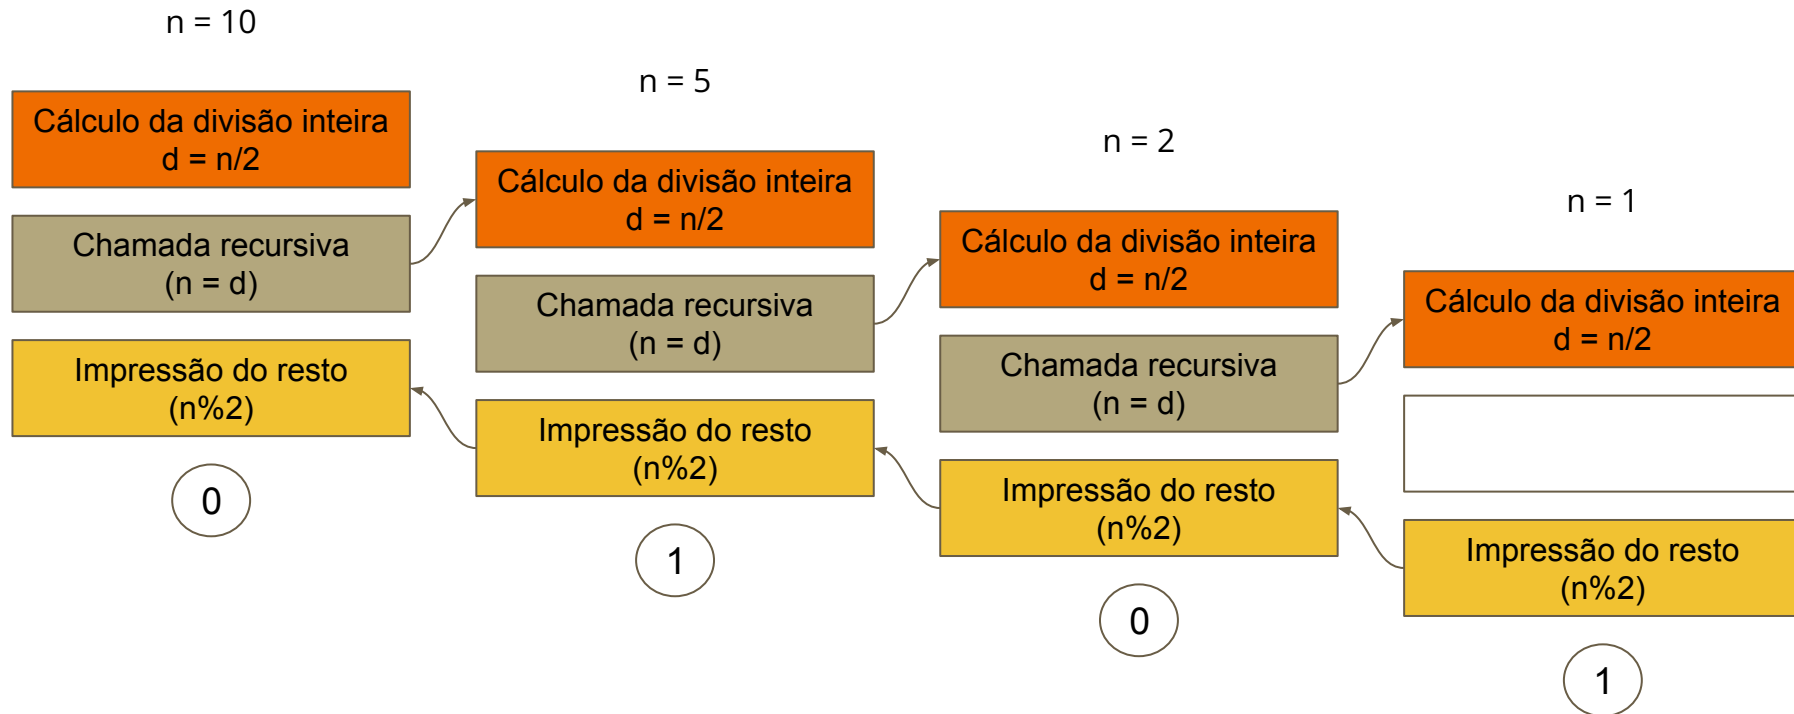 n = 10
Cálculo da divisão inteira
d = n/2
Chamada recursiva
(n = d)
Impressão do resto
(n%2)
0
n = 5
Cálculo da divisão inteira
d = n/2
Chamada recursiva
(n = d)
Impressão do resto
(n%2)
1
n = 2
Cálculo da divisão inteira
d = n/2
Chamada recursiva
(n = d)
Impressão do resto
(n%2)
0
n = 1
Cálculo da divisão inteira
d = n/2
Impressão do resto
(n%2)
1